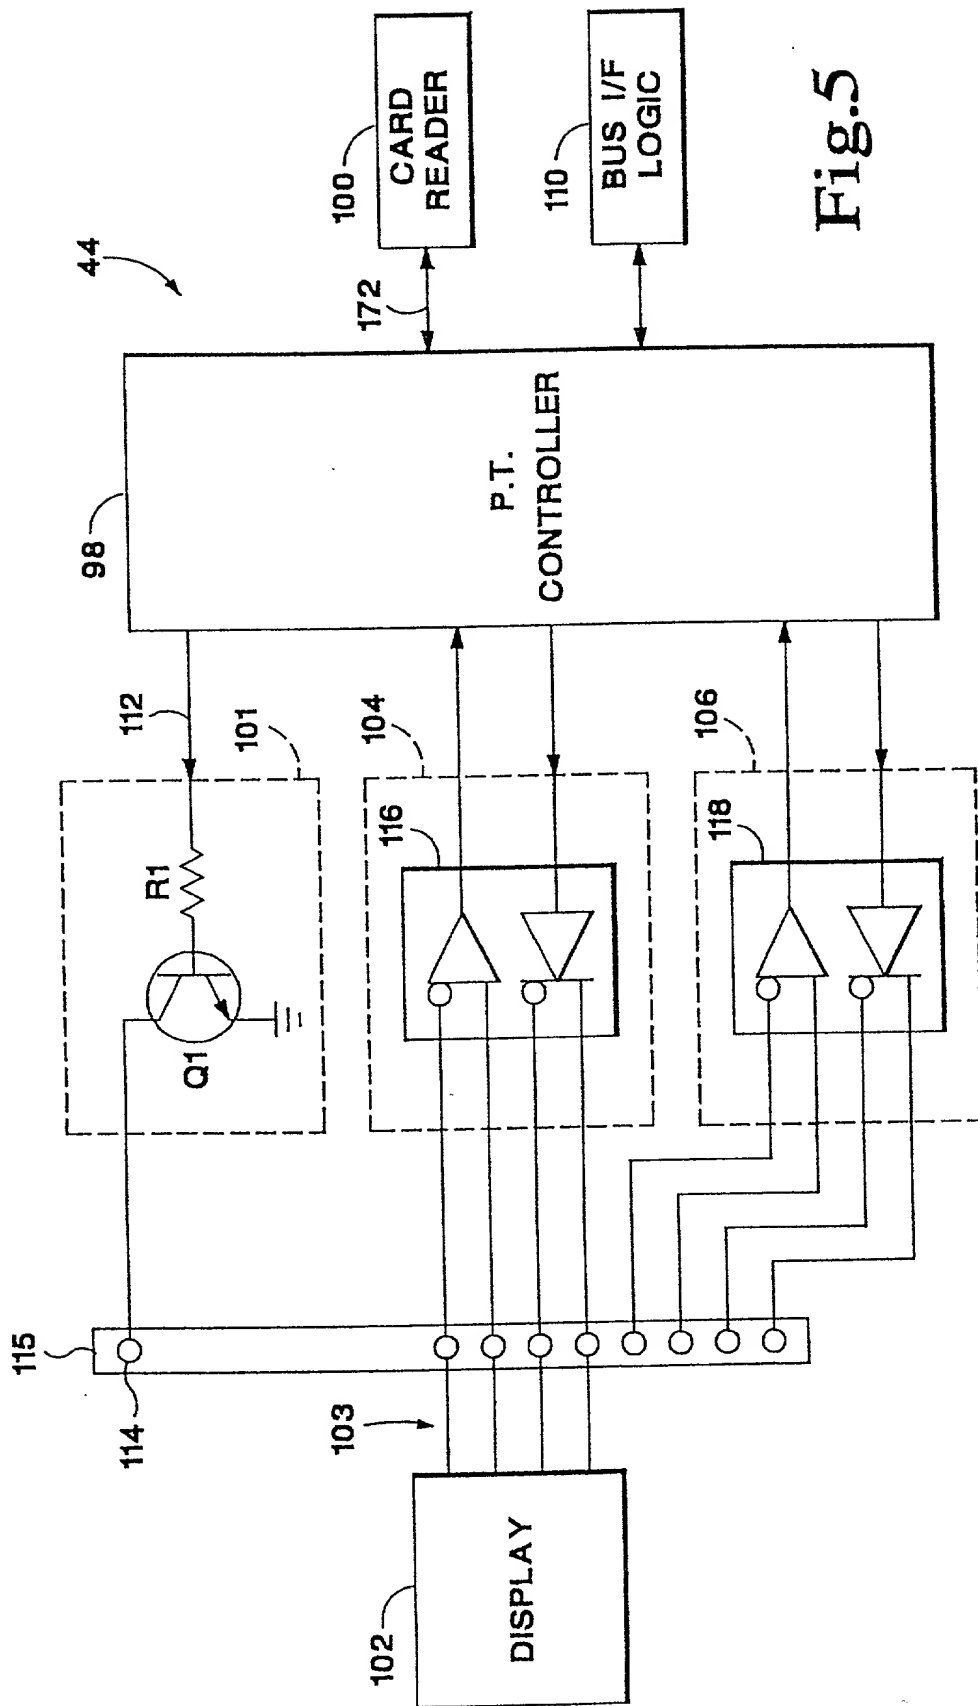 44
98
P.T.
CONTROLLER
172
100
CARD
READER
110
BUS I/F
LOGIC
112
101
R1
Q1
104
116
106
118
115
114
103
102
DISPLAY
Fig.5